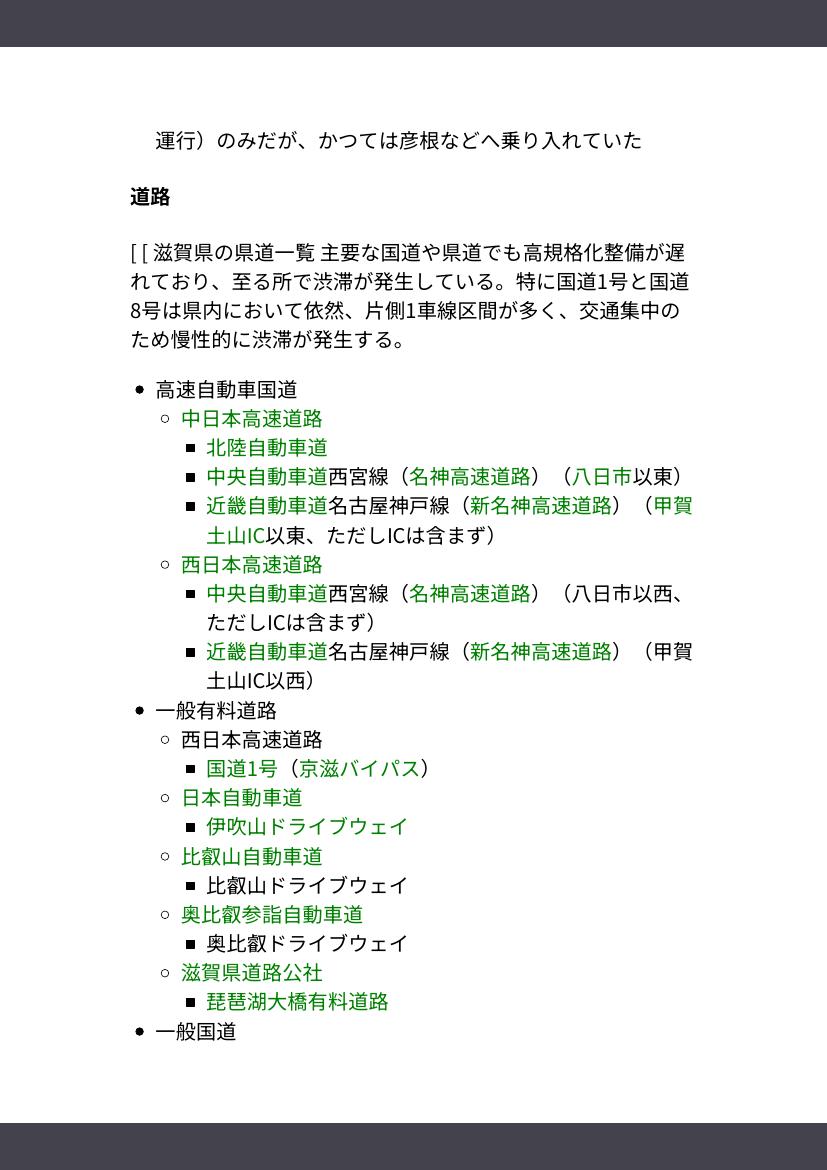 運行）のみだが、かつては彦根などへ乗り入れていた
道路
[ [ 滋賀県の県道一覧 主要な国道や県道でも高規格化整備が遅
れており、至る所で渋滞が発生している。特に国道1号と国道
8号は県内において依然、片側1車線区間が多く、交通集中の
ため慢性的に渋滞が発生する。
高速自動車国道
中日本高速道路
北陸自動車道
中央自動車道西宮線（名神高速道路）（八日市以東）
近畿自動車道名古屋神戸線（新名神高速道路）（甲賀
土山IC以東、ただしICは含まず）
西日本高速道路
中央自動車道西宮線（名神高速道路）（八日市以西、
ただしICは含まず）
近畿自動車道名古屋神戸線（新名神高速道路）（甲賀
土山IC以西）
一般有料道路
西日本高速道路
国道1号（京滋バイパス）
日本自動車道
伊吹山ドライブウェイ
比叡山自動車道
比叡山ドライブウェイ
奥比叡参詣自動車道
奥比叡ドライブウェイ
滋賀県道路公社
琵琶湖大橋有料道路
一般国道